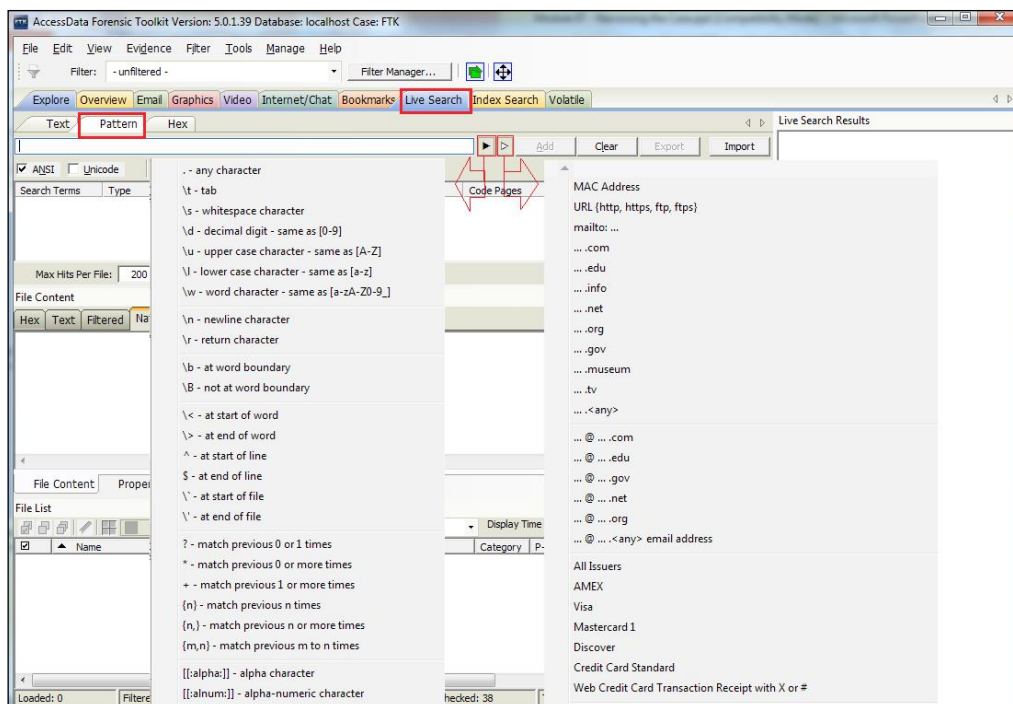 AccessData Forensic Toolkit Version: 5.0.1.39 Database: localhost Case: FTK
File Edit View Evidence Filter Tools Manage Help
Filter: - unfiltered - Filter Manager...
Explore Overview Email Graphics Video Internet/Chat Bookmarks Live Search Index Search Volatile
Text Pattern Hex
Live Search Results
Add Clear Export Import
ANSI Unicode
Search Terms Type Code Pages
Max Hits Per File: 200
File Content
Hex Text Filtered Na
File Content Proper
File List
Display Time
Name Category P-
Loaded: 0 Filtere hecked: 38
. - any character
\t - tab
\s - whitespace character
\d - decimal digit - same as [0-9]
\u - upper case character - same as [A-Z]
\l - lower case character - same as [a-z]
\w - word character - same as [a-zA-Z0-9_]
\n - newline character
\r - return character
\b - at word boundary
\B - not at word boundary
\< - at start of word
\> - at end of word
^ - at start of line
$ - at end of line
\` - at start of file
\' - at end of file
? - match previous 0 or 1 times
* - match previous 0 or more times
+ - match previous 1 or more times
{n} - match previous n times
{n,} - match previous n or more times
{m,n} - match previous m to n times
[[:alpha:]] - alpha character
[[:alnum:]] - alpha-numeric character
MAC Address
URL {http, https, ftp, ftps}
mailto: ...
... .com
... .edu
... .info
... .net
... .org
... .gov
... .museum
... .tv
... .<any>
... @ ... .com
... @ ... .edu
... @ ... .gov
... @ ... .net
... @ ... .org
... @ ... .<any> email address
All Issuers
AMEX
Visa
Mastercard 1
Discover
Credit Card Standard
Web Credit Card Transaction Receipt with X or #